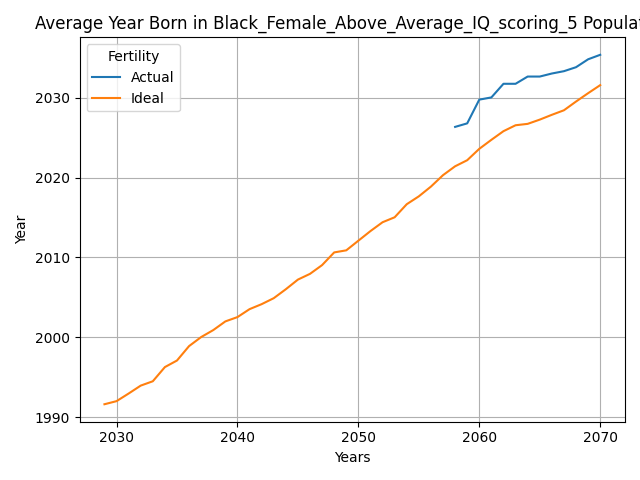 Average Year Born in Black_Female_Above_Average_IQ_scoring_5 Populat
Fertility
Actual
Ideal
Year
2030
2020
2010
2000
1990
2030 2040 2050 2060 2070
Years